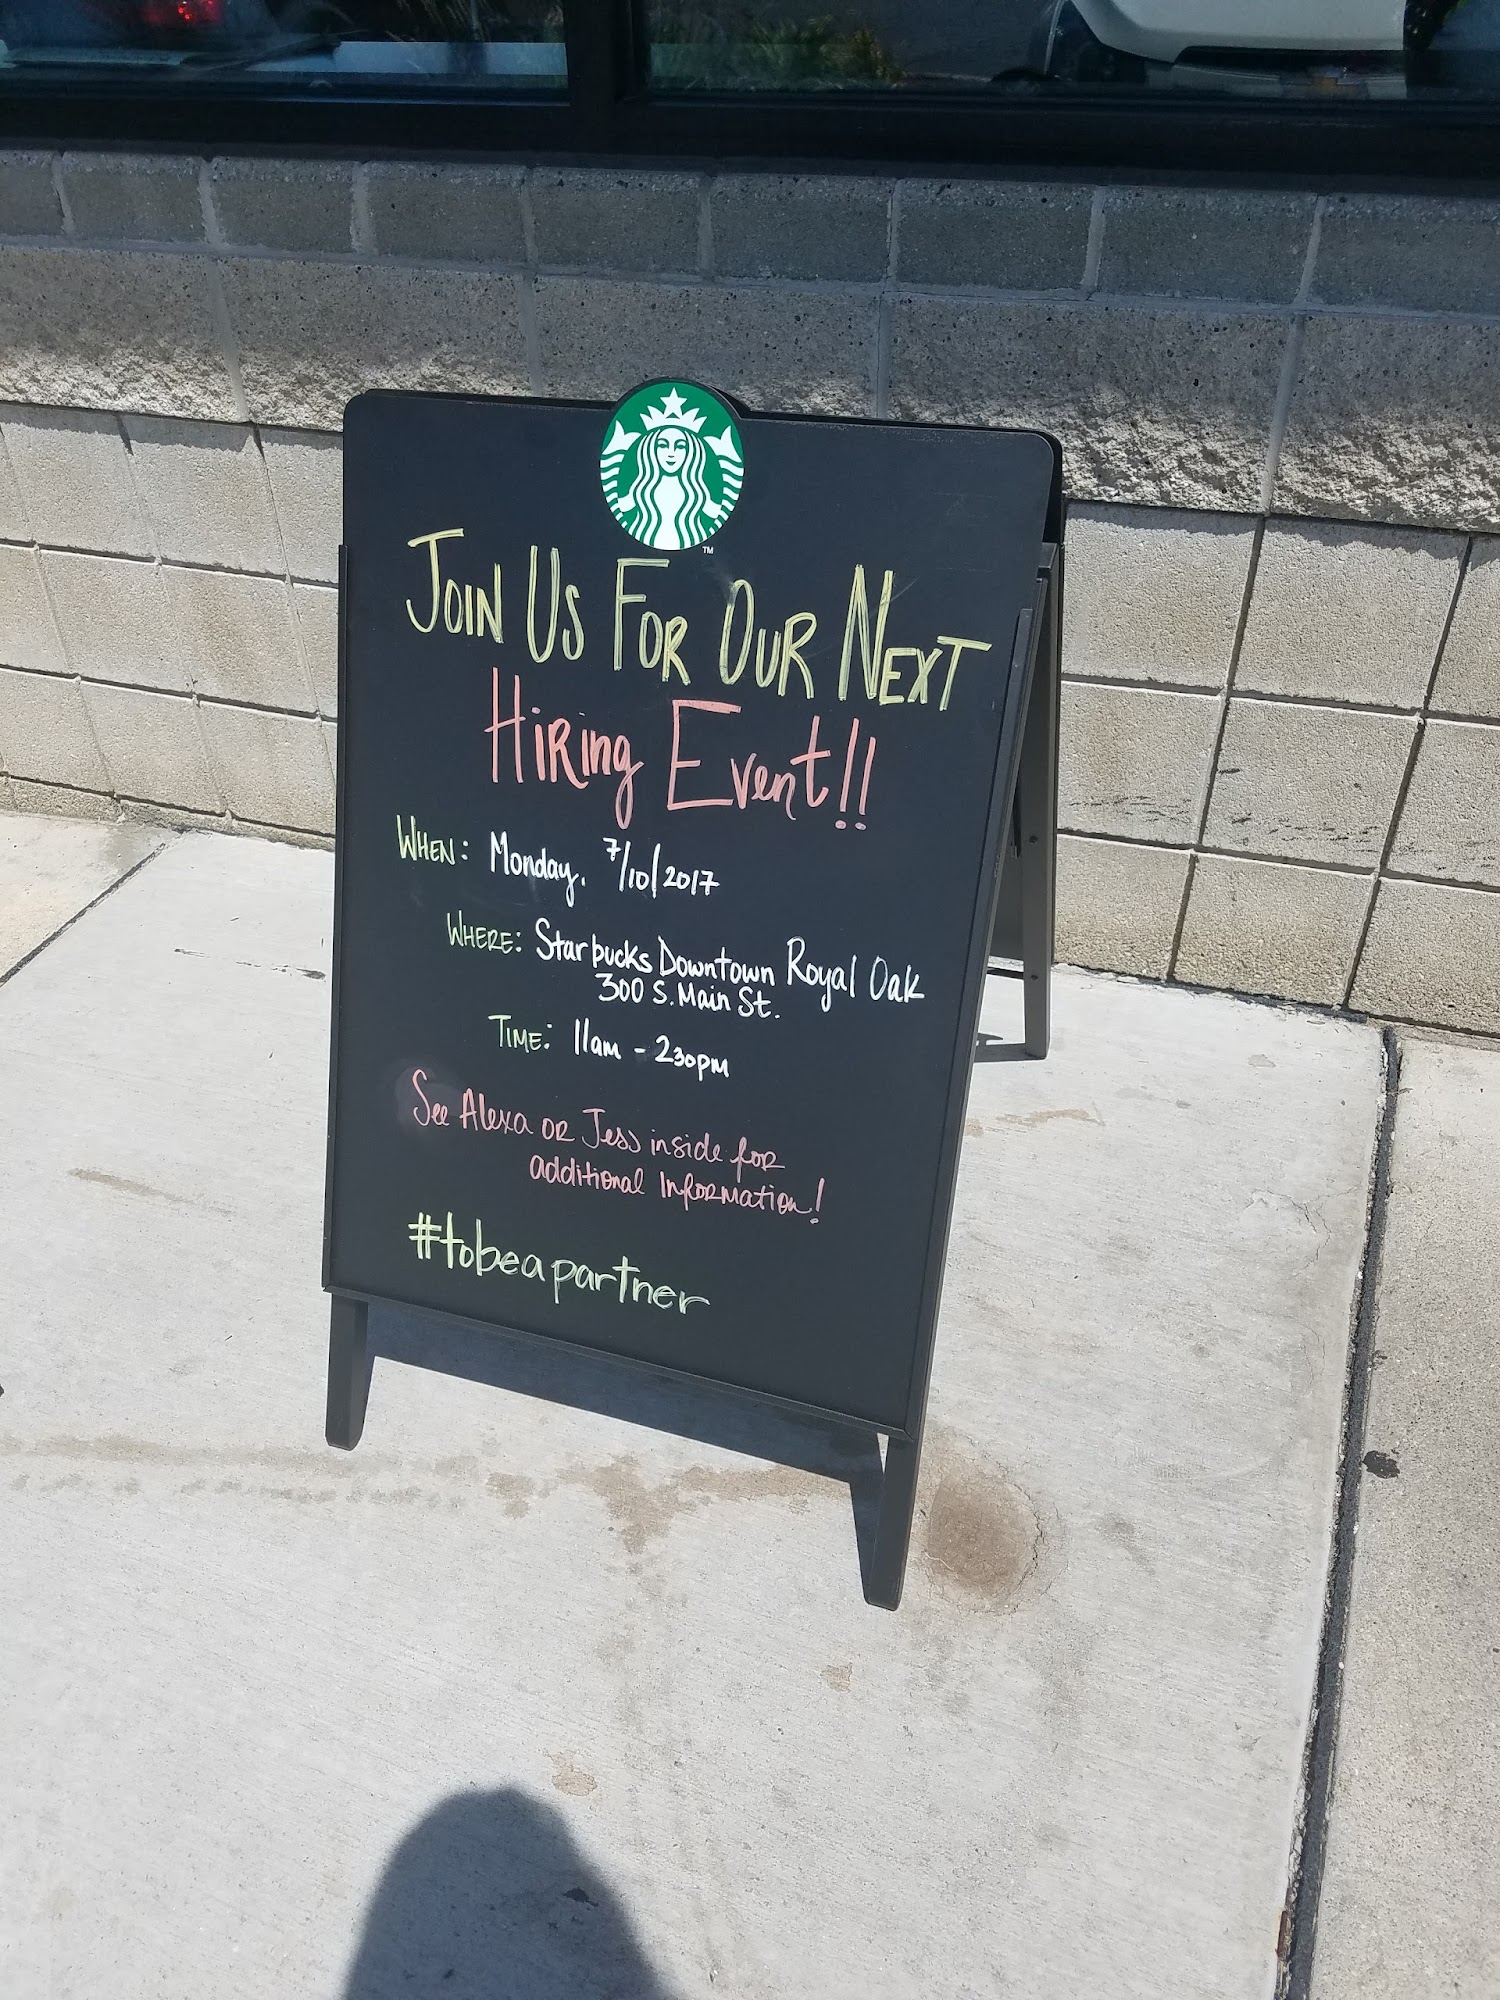 TM
JOIN US FOR OUR NEXT
HiRing Event!!
WHEN: Monday, 7/10/2017
WHERE: Starbucks Downtown Royal Oak
300 S. Main St.
TIME: 11am - 230pm
See Alexa or Jess inside for
additional information!
#tobeapartner